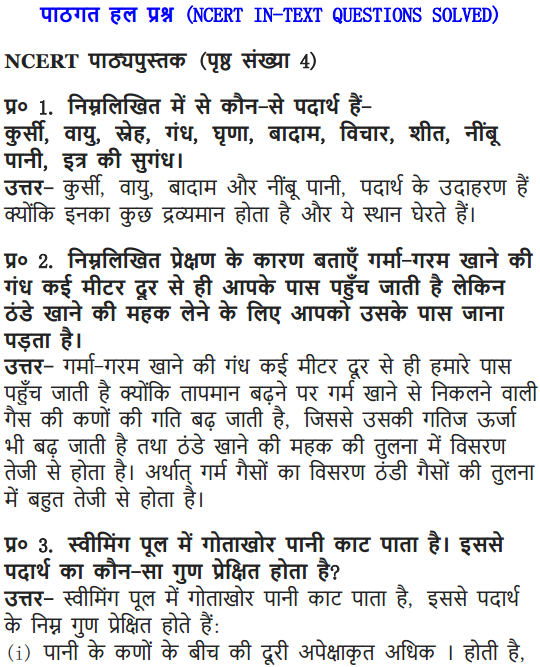 पाठगत हल प्रश्न (NCERT IN-TEXT QUESTIONS SOLVED)
NCERT पाठ्यपुस्तक (पृष्ठ संख्या 4)
प्र० 1. निम्नलिखित में से कौन-से पदार्थ हैं-
कुर्सी, वायु, स्नेह, गंध, घृणा, बादाम, विचार, शीत, नींबू
पानी, इत्र की सुगंध।
उत्तर- कुर्सी, वायु, बादाम और नींबू पानी, पदार्थ के उदाहरण हैं
क्योंकि इनका कुछ द्रव्यमान होता है और ये स्थान घेरते हैं।
प्र० 2. निम्नलिखित प्रेक्षण के कारण बताएँ गर्मा-गरम खाने की
गंध कई मीटर दूर से ही आपके पास पहुँच जाती है लेकिन
ठंडे खाने की महक लेने के लिए आपको उसके पास जाना
पड़ता है।
उत्तर- गर्मा-गरम खाने की गंध कई मीटर दूर से ही हमारे पास
पहुँच जाती है क्योंकि तापमान बढ़ने पर गर्म खाने से निकलने वाली
गैस की कणों की गति बढ़ जाती है, जिससे उसकी गतिज ऊर्जा
भी बढ़ जाती है तथा ठंडे खाने की महक की तुलना में विसरण
तेजी से होता है। अर्थात् गर्म गैसों का विसरण ठंडी गैसों की तुलना
में बहुत तेजी से होता है।
प्र० 3. स्वीमिंग पूल में गोताखोर पानी काट पाता है। इससे
पदार्थ का कौन-सा गुण प्रेक्षित होता है?
उत्तर- स्वीमिंग पूल में गोताखोर पानी काट पाता है, इससे पदार्थ
के निम्न गुण प्रेक्षित होते हैं:
(i) पानी के कणों के बीच की दूरी अपेक्षाकृत अधिक । होती है,